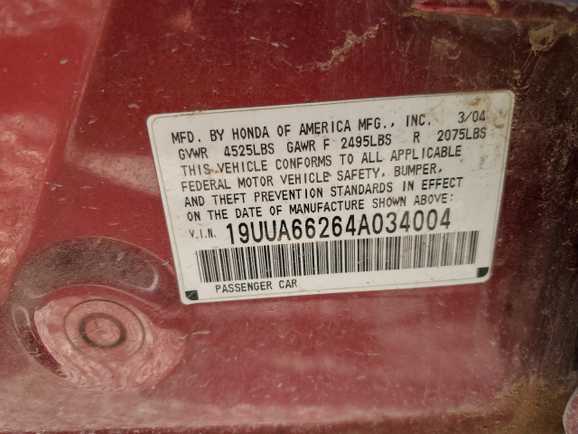 MFD. BY HONDA OF AMERICA MFG., INC. 3/04
GVWR 4525LBS GAWR F 2495LBS R 2075LBS
THIS VEHICLE CONFORMS TO ALL APPLICABLE
FEDERAL MOTOR VEHICLE SAFETY, BUMPER,
AND THEFT PREVENTION STANDARDS IN EFFECT
ON THE DATE OF MANUFACTURE SHOWN ABOVE:
V.I.N. 19UUA66264A034004
PASSENGER CAR